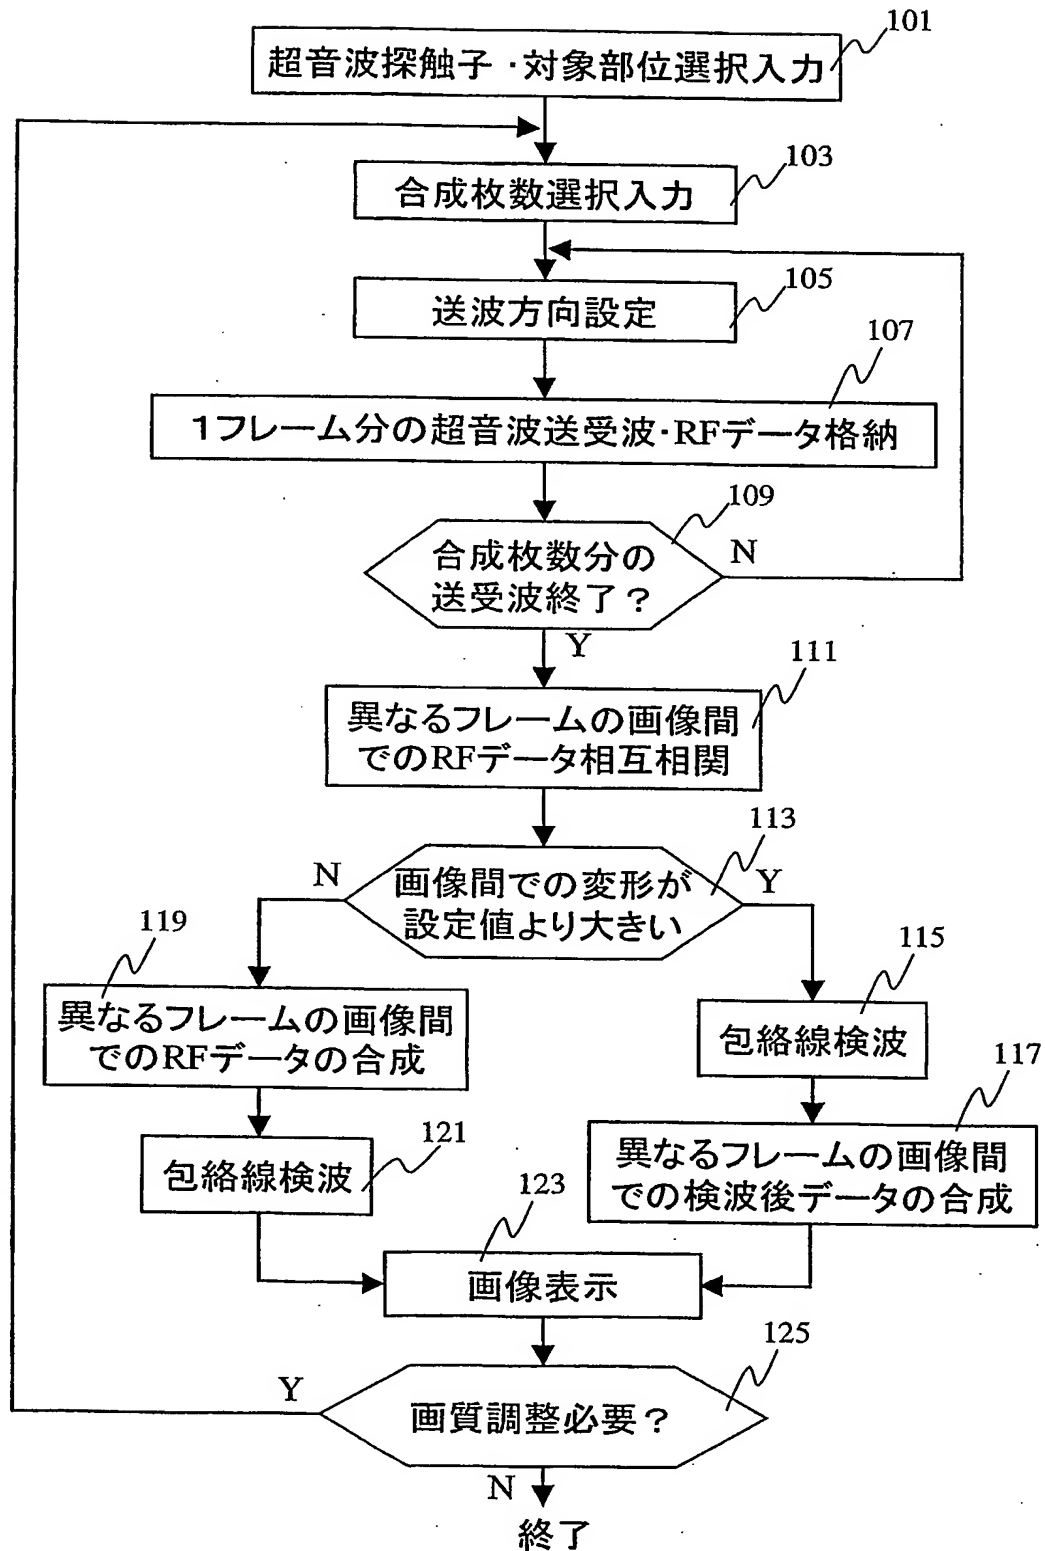 101
超音波探触子・対象部位選択入力
103
合成枚数選択入力
105
送波方向設定
107
1フレーム分の超音波送受波・RFデータ格納
109
合成枚数分の
送受波終了？
N
Y
111
異なるフレームの画像間
でのRFデータ相互相関
113
画像間での変形が
設定値より大きい
N
Y
119
異なるフレームの画像間
でのRFデータの合成
115
包絡線検波
121
包絡線検波
117
異なるフレームの画像間
での検波後データの合成
123
画像表示
125
画質調整必要？
Y
N
終了